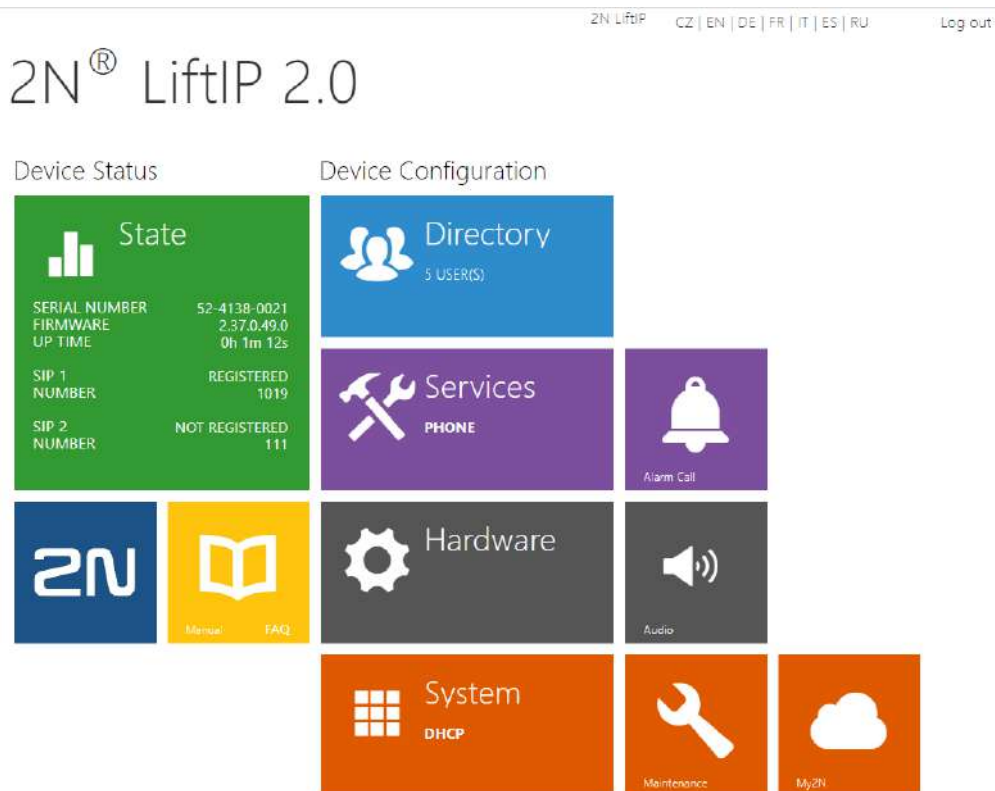 2N LiftIP CZ | EN | DE | FR | IT | ES | RU Log out
2N® LiftIP 2.0
Device Status
State
SERIAL NUMBER 52-4138-0021
FIRMWARE 2.37.0.49.0
UP TIME 0h 1m 12s
SIP 1 REGISTERED
NUMBER 1019
SIP 2 NOT REGISTERED
NUMBER 111
2N
Manual FAQ
Device Configuration
Directory
5 USER(S)
Services
PHONE
Alarm Call
Hardware
Audio
System
DHCP
Maintenance
My2N